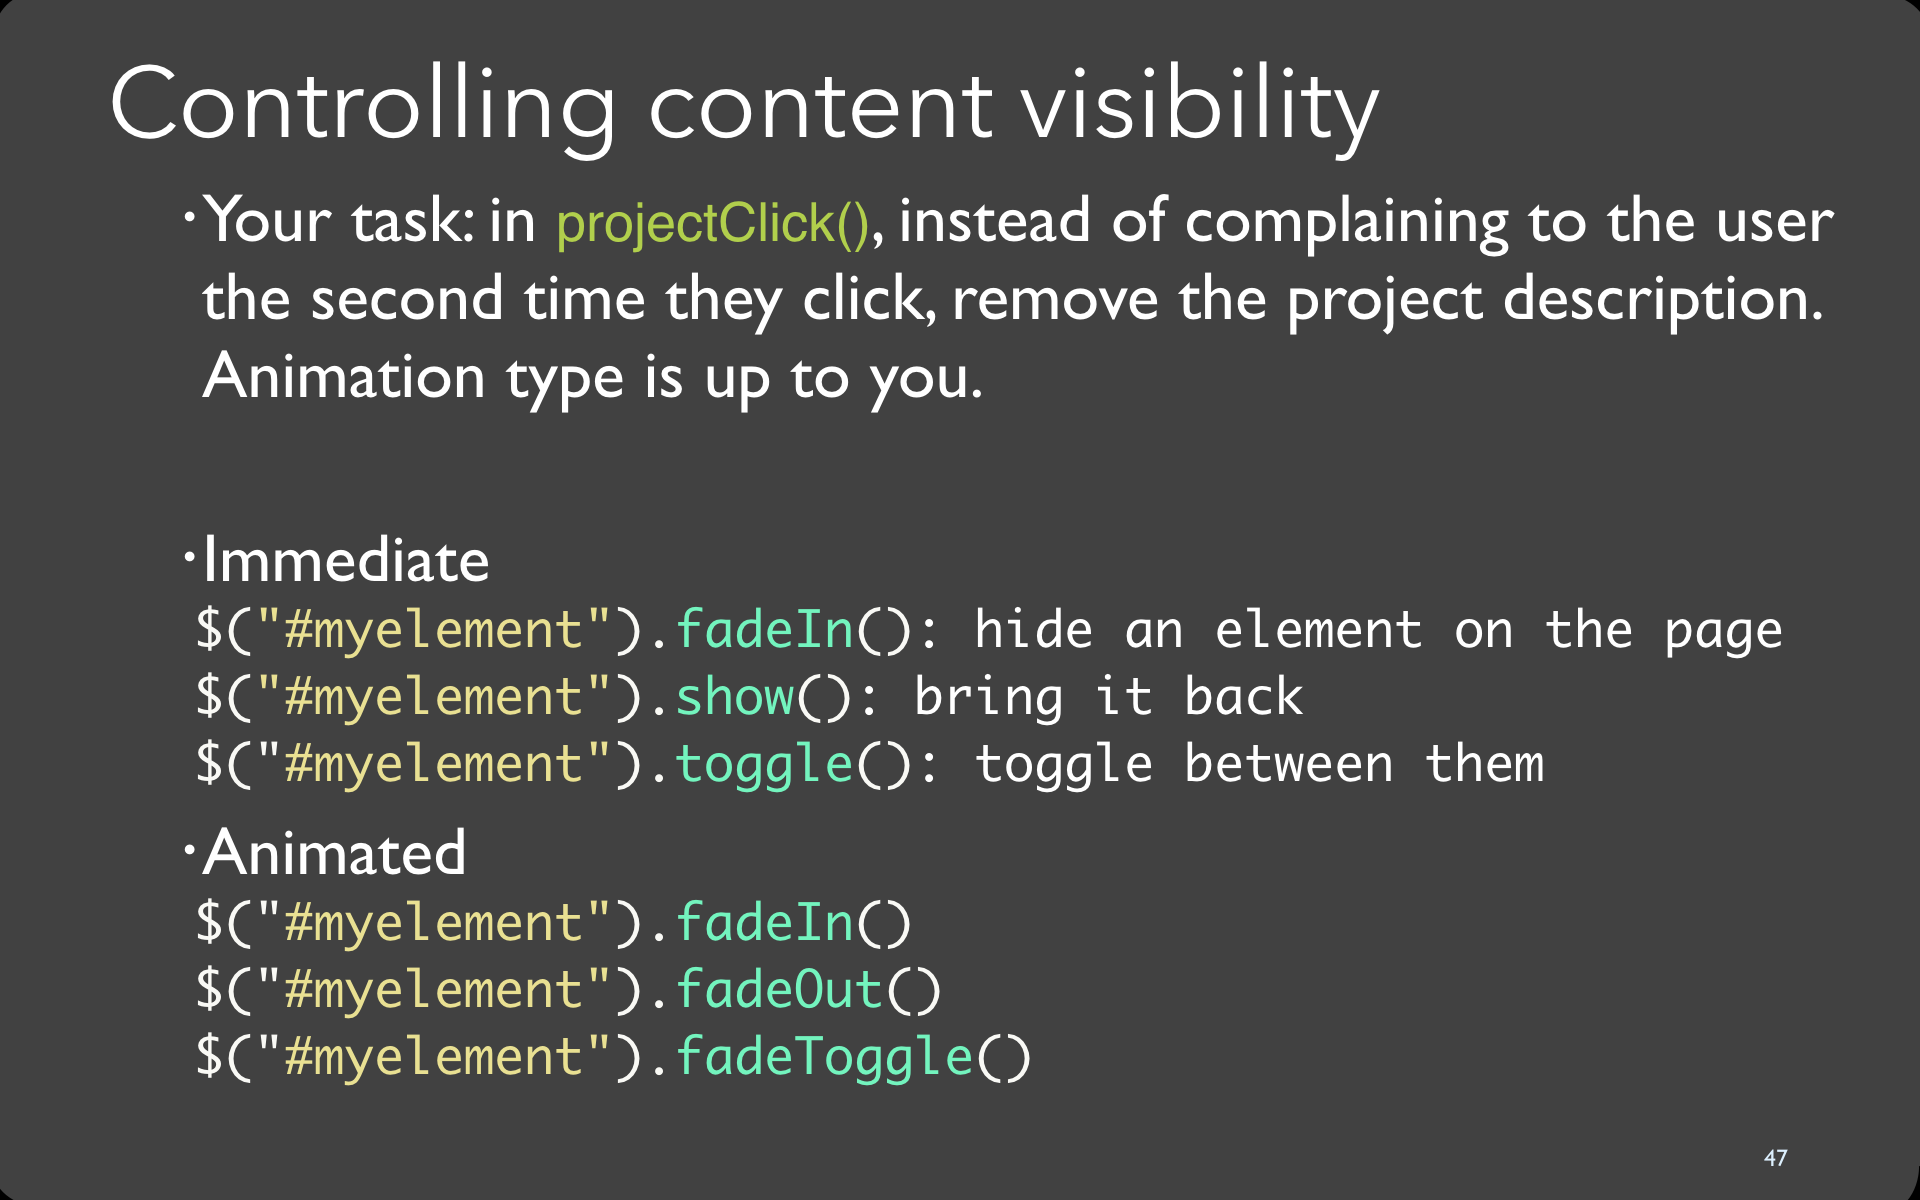 Controlling content visibility
•Your task: in projectClick(), instead of complaining to the user
the second time they click, remove the project description.
Animation type is up to you.
•Immediate
$("#myelement").fadeIn(): hide an element on the page
$("#myelement").show(): bring it back
$("#myelement").toggle(): toggle between them
•Animated
$("#myelement").fadeIn()
$("#myelement").fadeOut()
$("#myelement").fadeToggle()
47